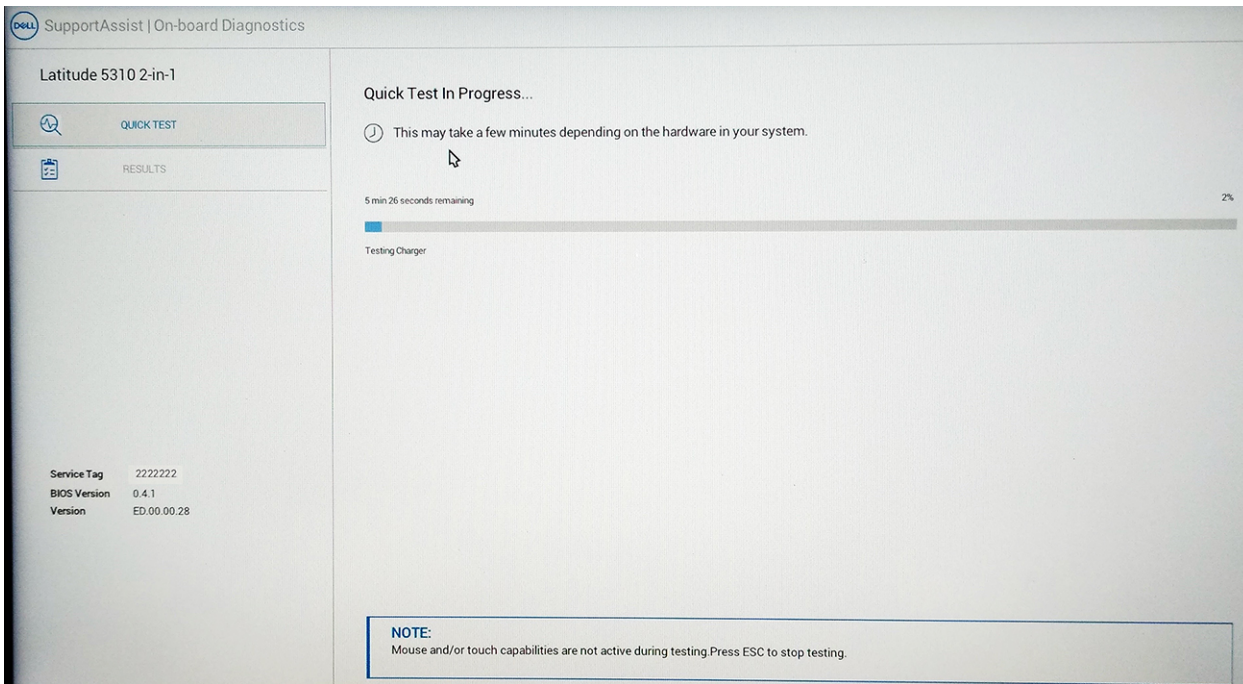 DELL SupportAssist | On-board Diagnostics
Latitude 5310 2-in-1
QUICK TEST
RESULTS
Service Tag 2222222
BIOS Version 0.4.1
Version ED.00.00.28
Quick Test In Progress...
This may take a few minutes depending on the hardware in your system.
5 min 26 seconds remaining 2%
Testing Charger
NOTE:
Mouse and/or touch capabilities are not active during testing.Press ESC to stop testing.